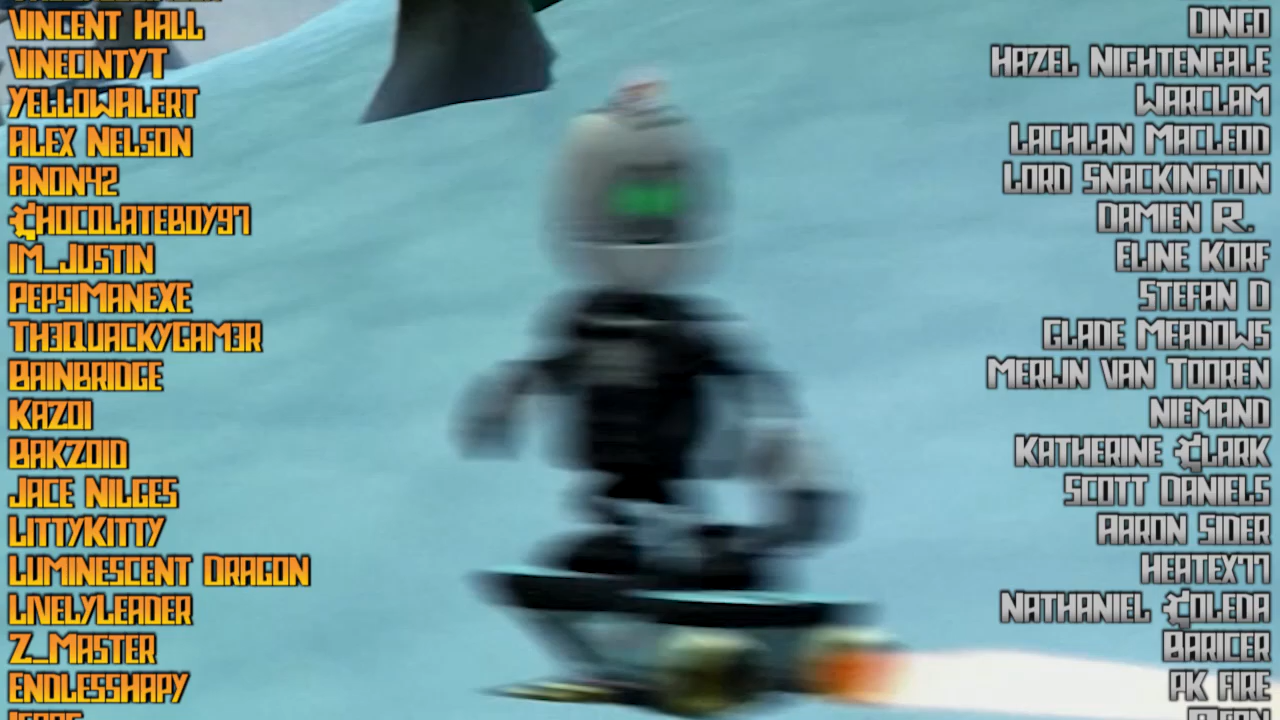 Vincent Hall
VinecintyT
YellowAlert
Alex Nelson
Anon42
Chocolateboy97
im_Justin
PepsiManEXE
Th3QuackyGam3r
Bainbridge
Kazoi
Bakzoid
Jace Nilges
LittyKitty
Luminescent Dragon
LivelyLeader
Z_Master
endlesshapy
Dingo
Hazel Nightengale
Warclam
Lachlan Macleod
Lord Snackington
Damien R.
Eline Korf
Stefan D
Glade Meadows
Merijn van Tooren
Niemand
Katherine Clark
Scott Daniels
Aaron Sider
heatex77
Nathaniel Coleda
Baricer
pk fire